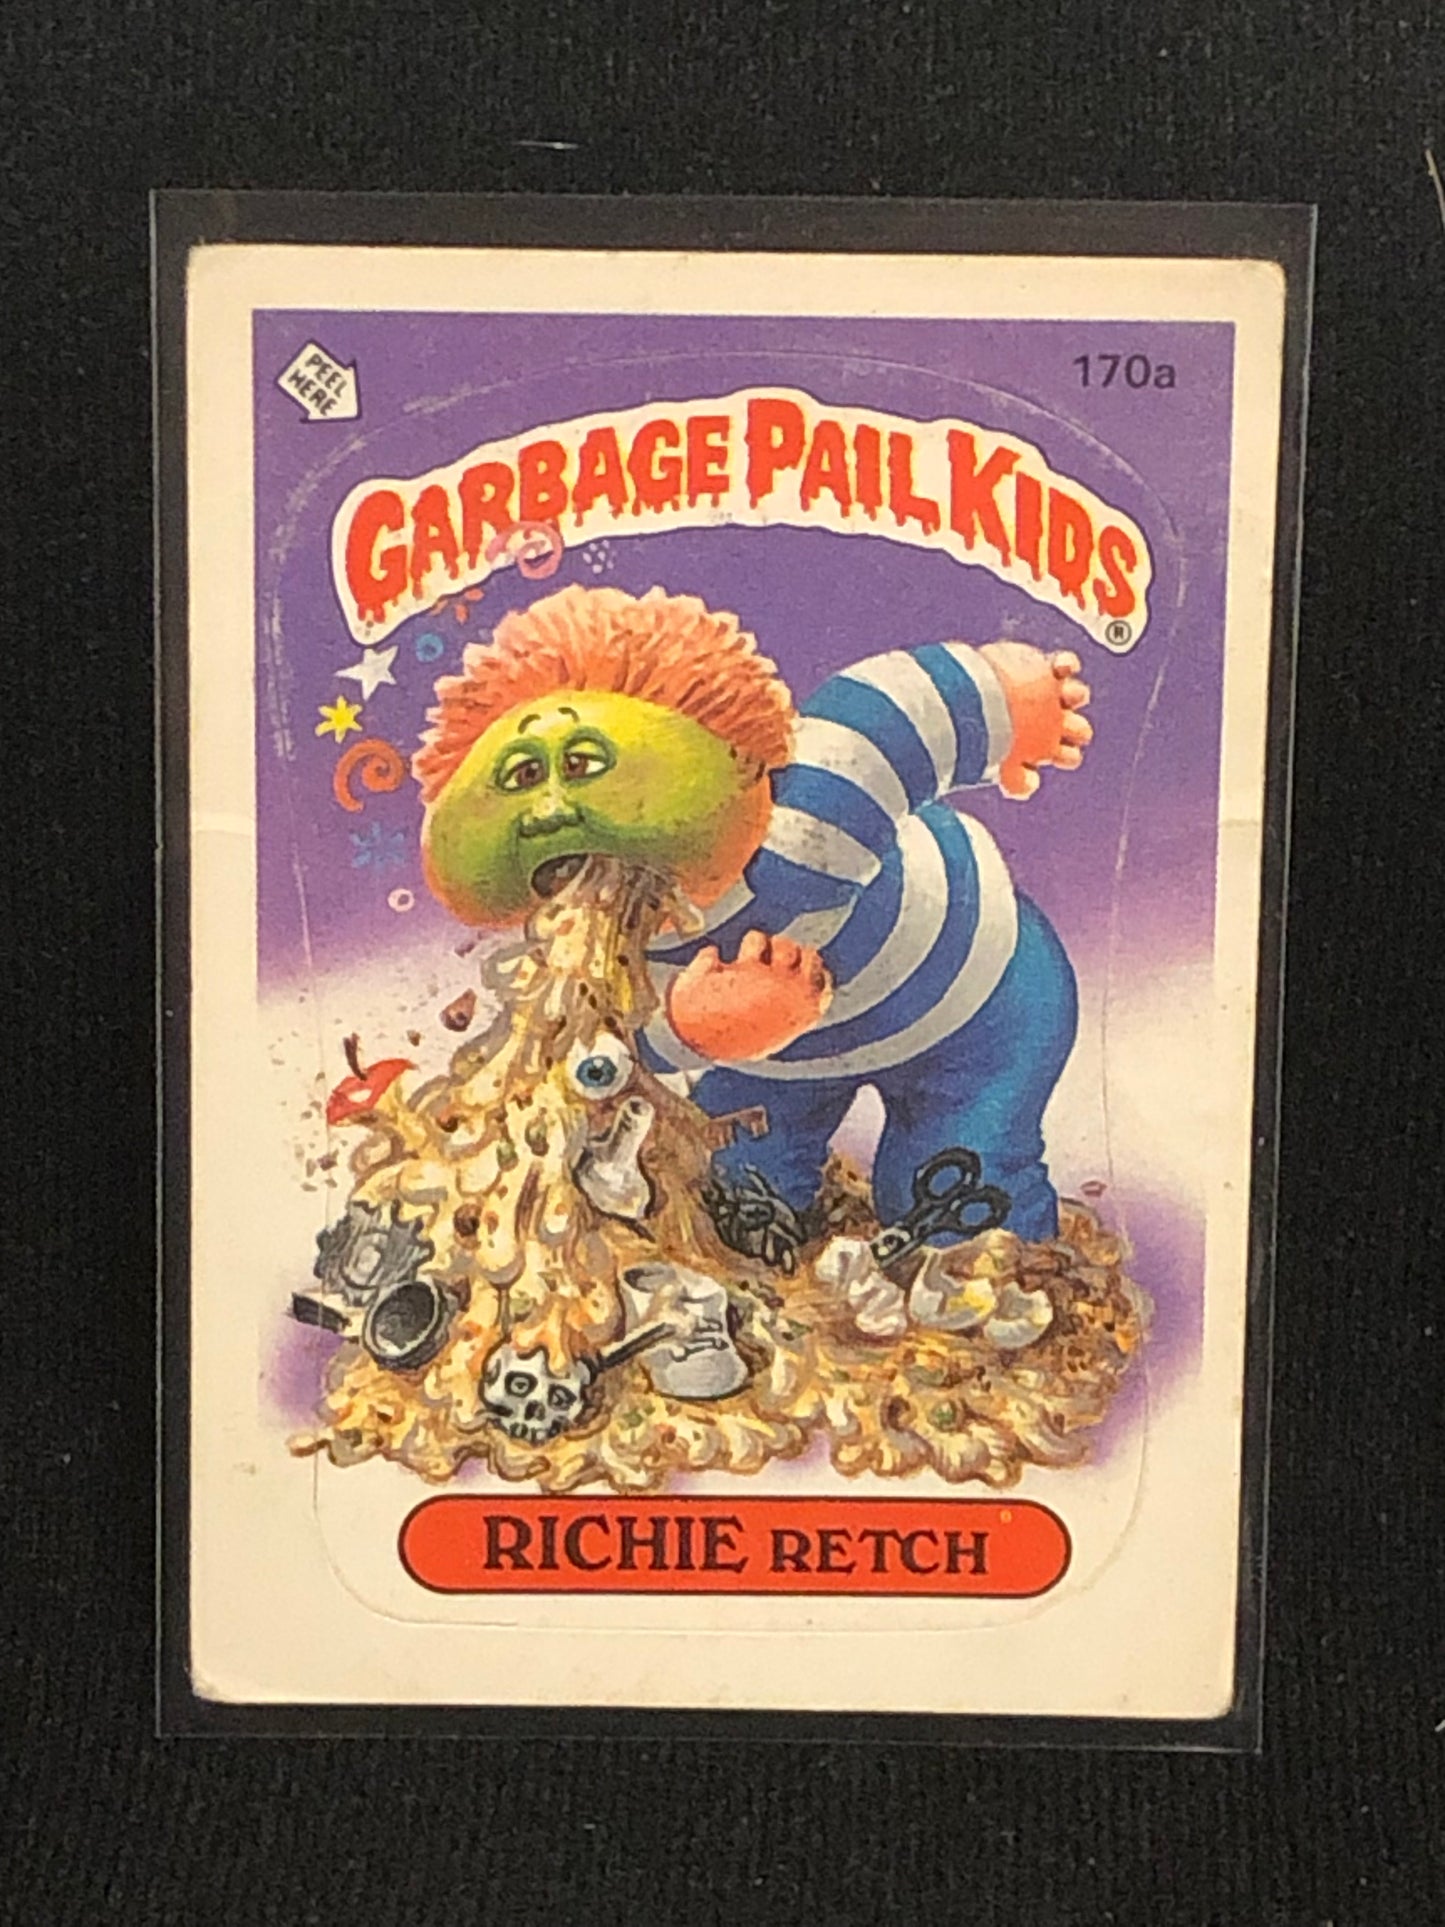 PEEL
HERE
170a
GARBAGE PAIL KIDS
®
RICHIE RETCH